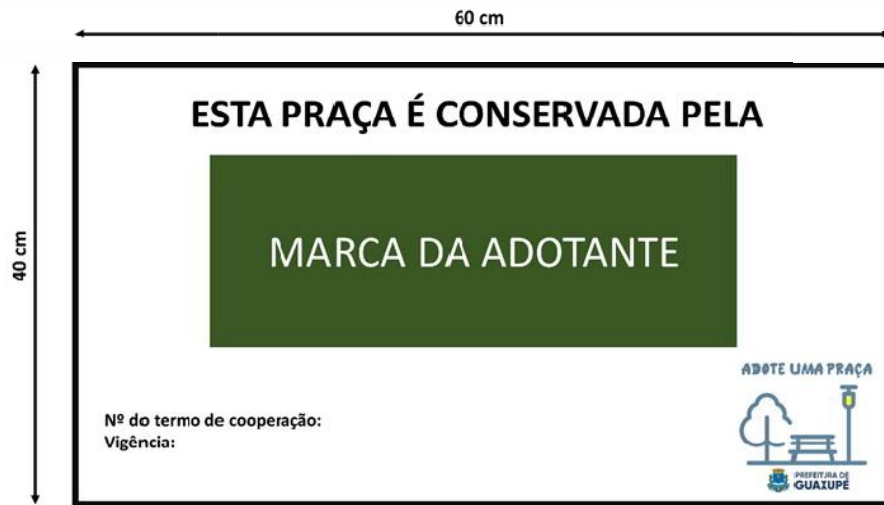 60 cm
40 cm
ESTA PRAÇA É CONSERVADA PELA
MARCA DA ADOTANTE
ADOTE UMA PRAÇA
Nº do termo de cooperação:
Vigência:
PREFEITURA DE
GUAXUPÉ